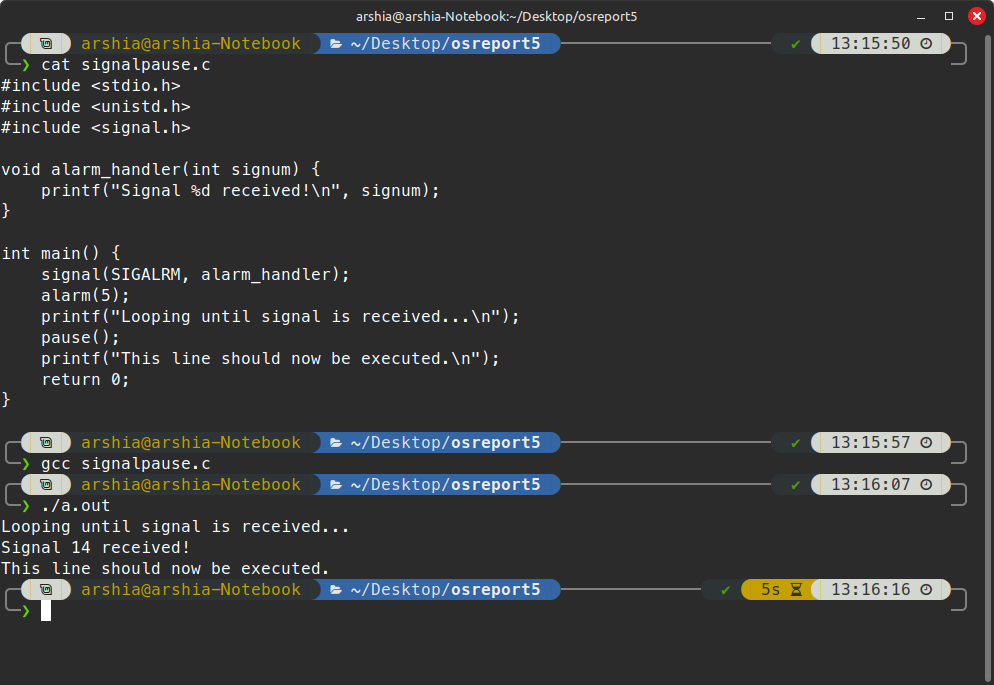 arshia@arshia-Notebook:~/Desktop/osreport5
arshia@arshia-Notebook ~/Desktop/osreport5 ✔ 13:15:50
❯ cat signalpause.c
#include <stdio.h>
#include <unistd.h>
#include <signal.h>

void alarm_handler(int signum) {
    printf("Signal %d received!\n", signum);
}

int main() {
    signal(SIGALRM, alarm_handler);
    alarm(5);
    printf("Looping until signal is received...\n");
    pause();
    printf("This line should now be executed.\n");
    return 0;
}

arshia@arshia-Notebook ~/Desktop/osreport5 ✔ 13:15:57
❯ gcc signalpause.c
arshia@arshia-Notebook ~/Desktop/osreport5 ✔ 13:16:07
❯ ./a.out
Looping until signal is received...
Signal 14 received!
This line should now be executed.
arshia@arshia-Notebook ~/Desktop/osreport5 ✔ 5s 13:16:16
❯